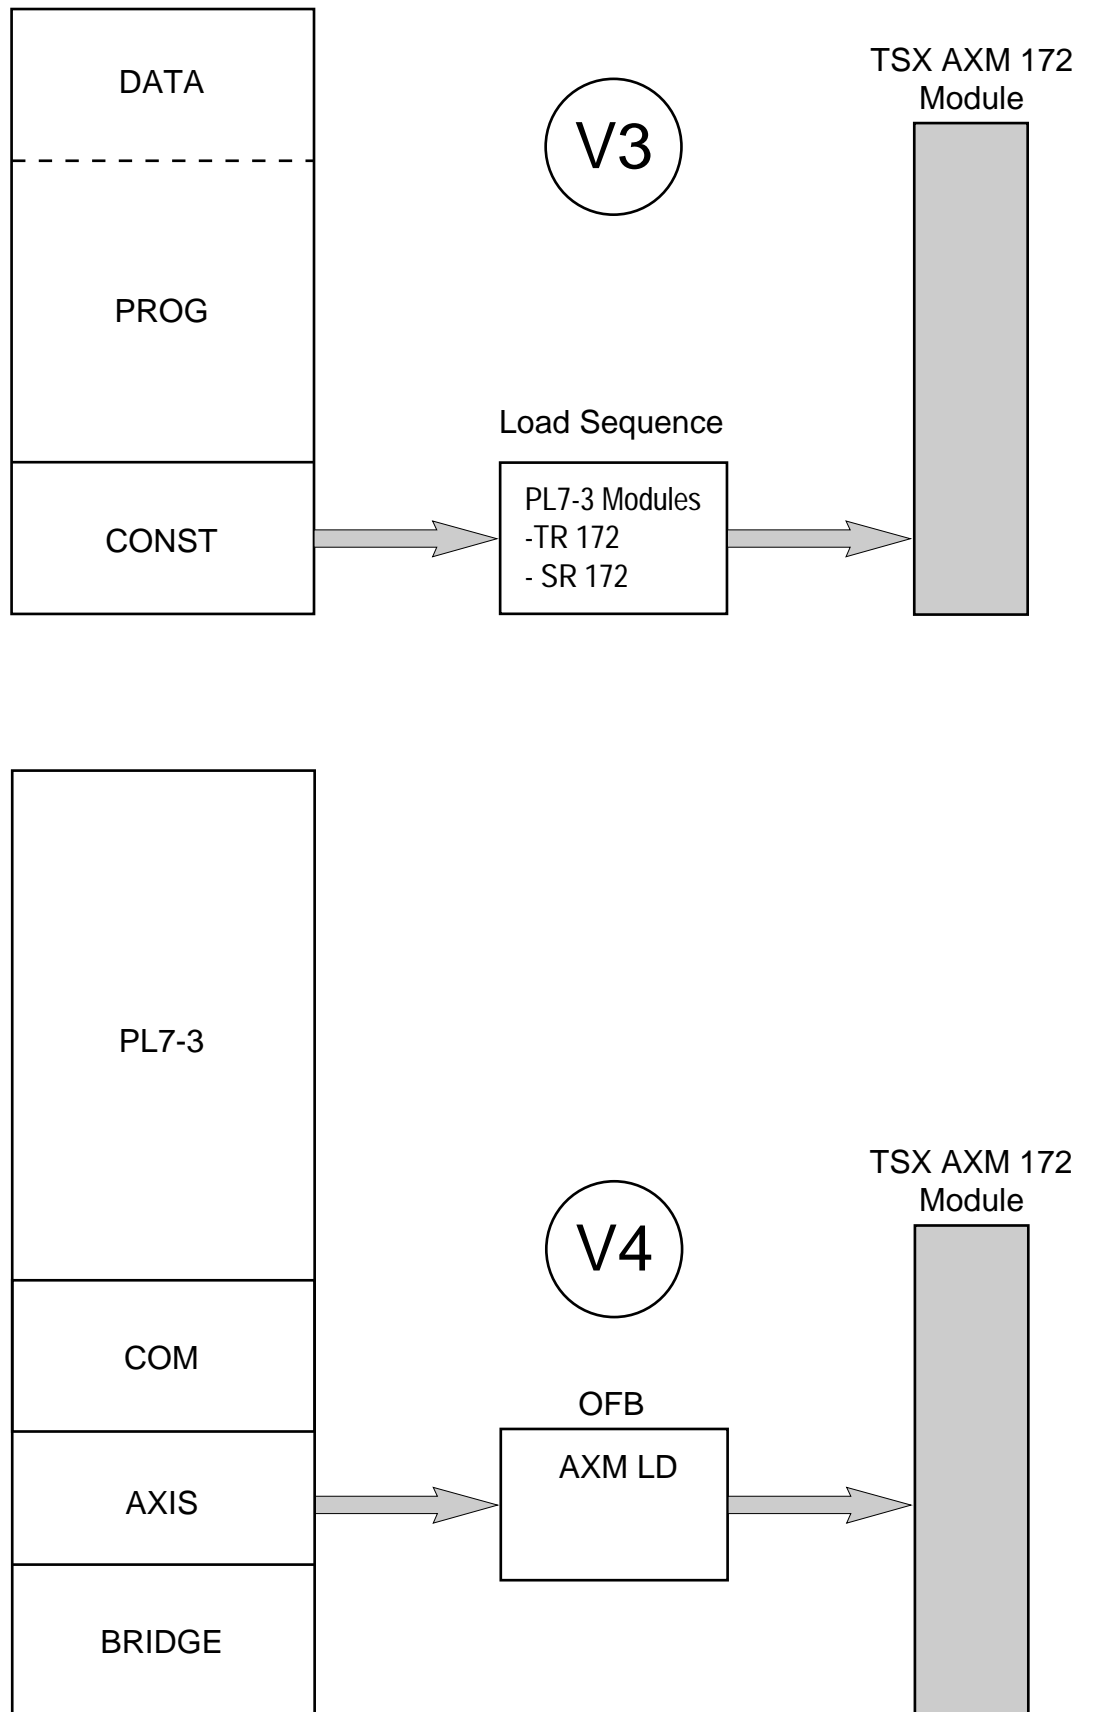 DATA
TSX AXM 172
Module
V3
PROG
Load Sequence
CONST
PL7-3 Modules
-TR 172
- SR 172
PL7-3
TSX AXM 172
Module
V4
COM
OFB
AXM LD
AXIS
BRIDGE